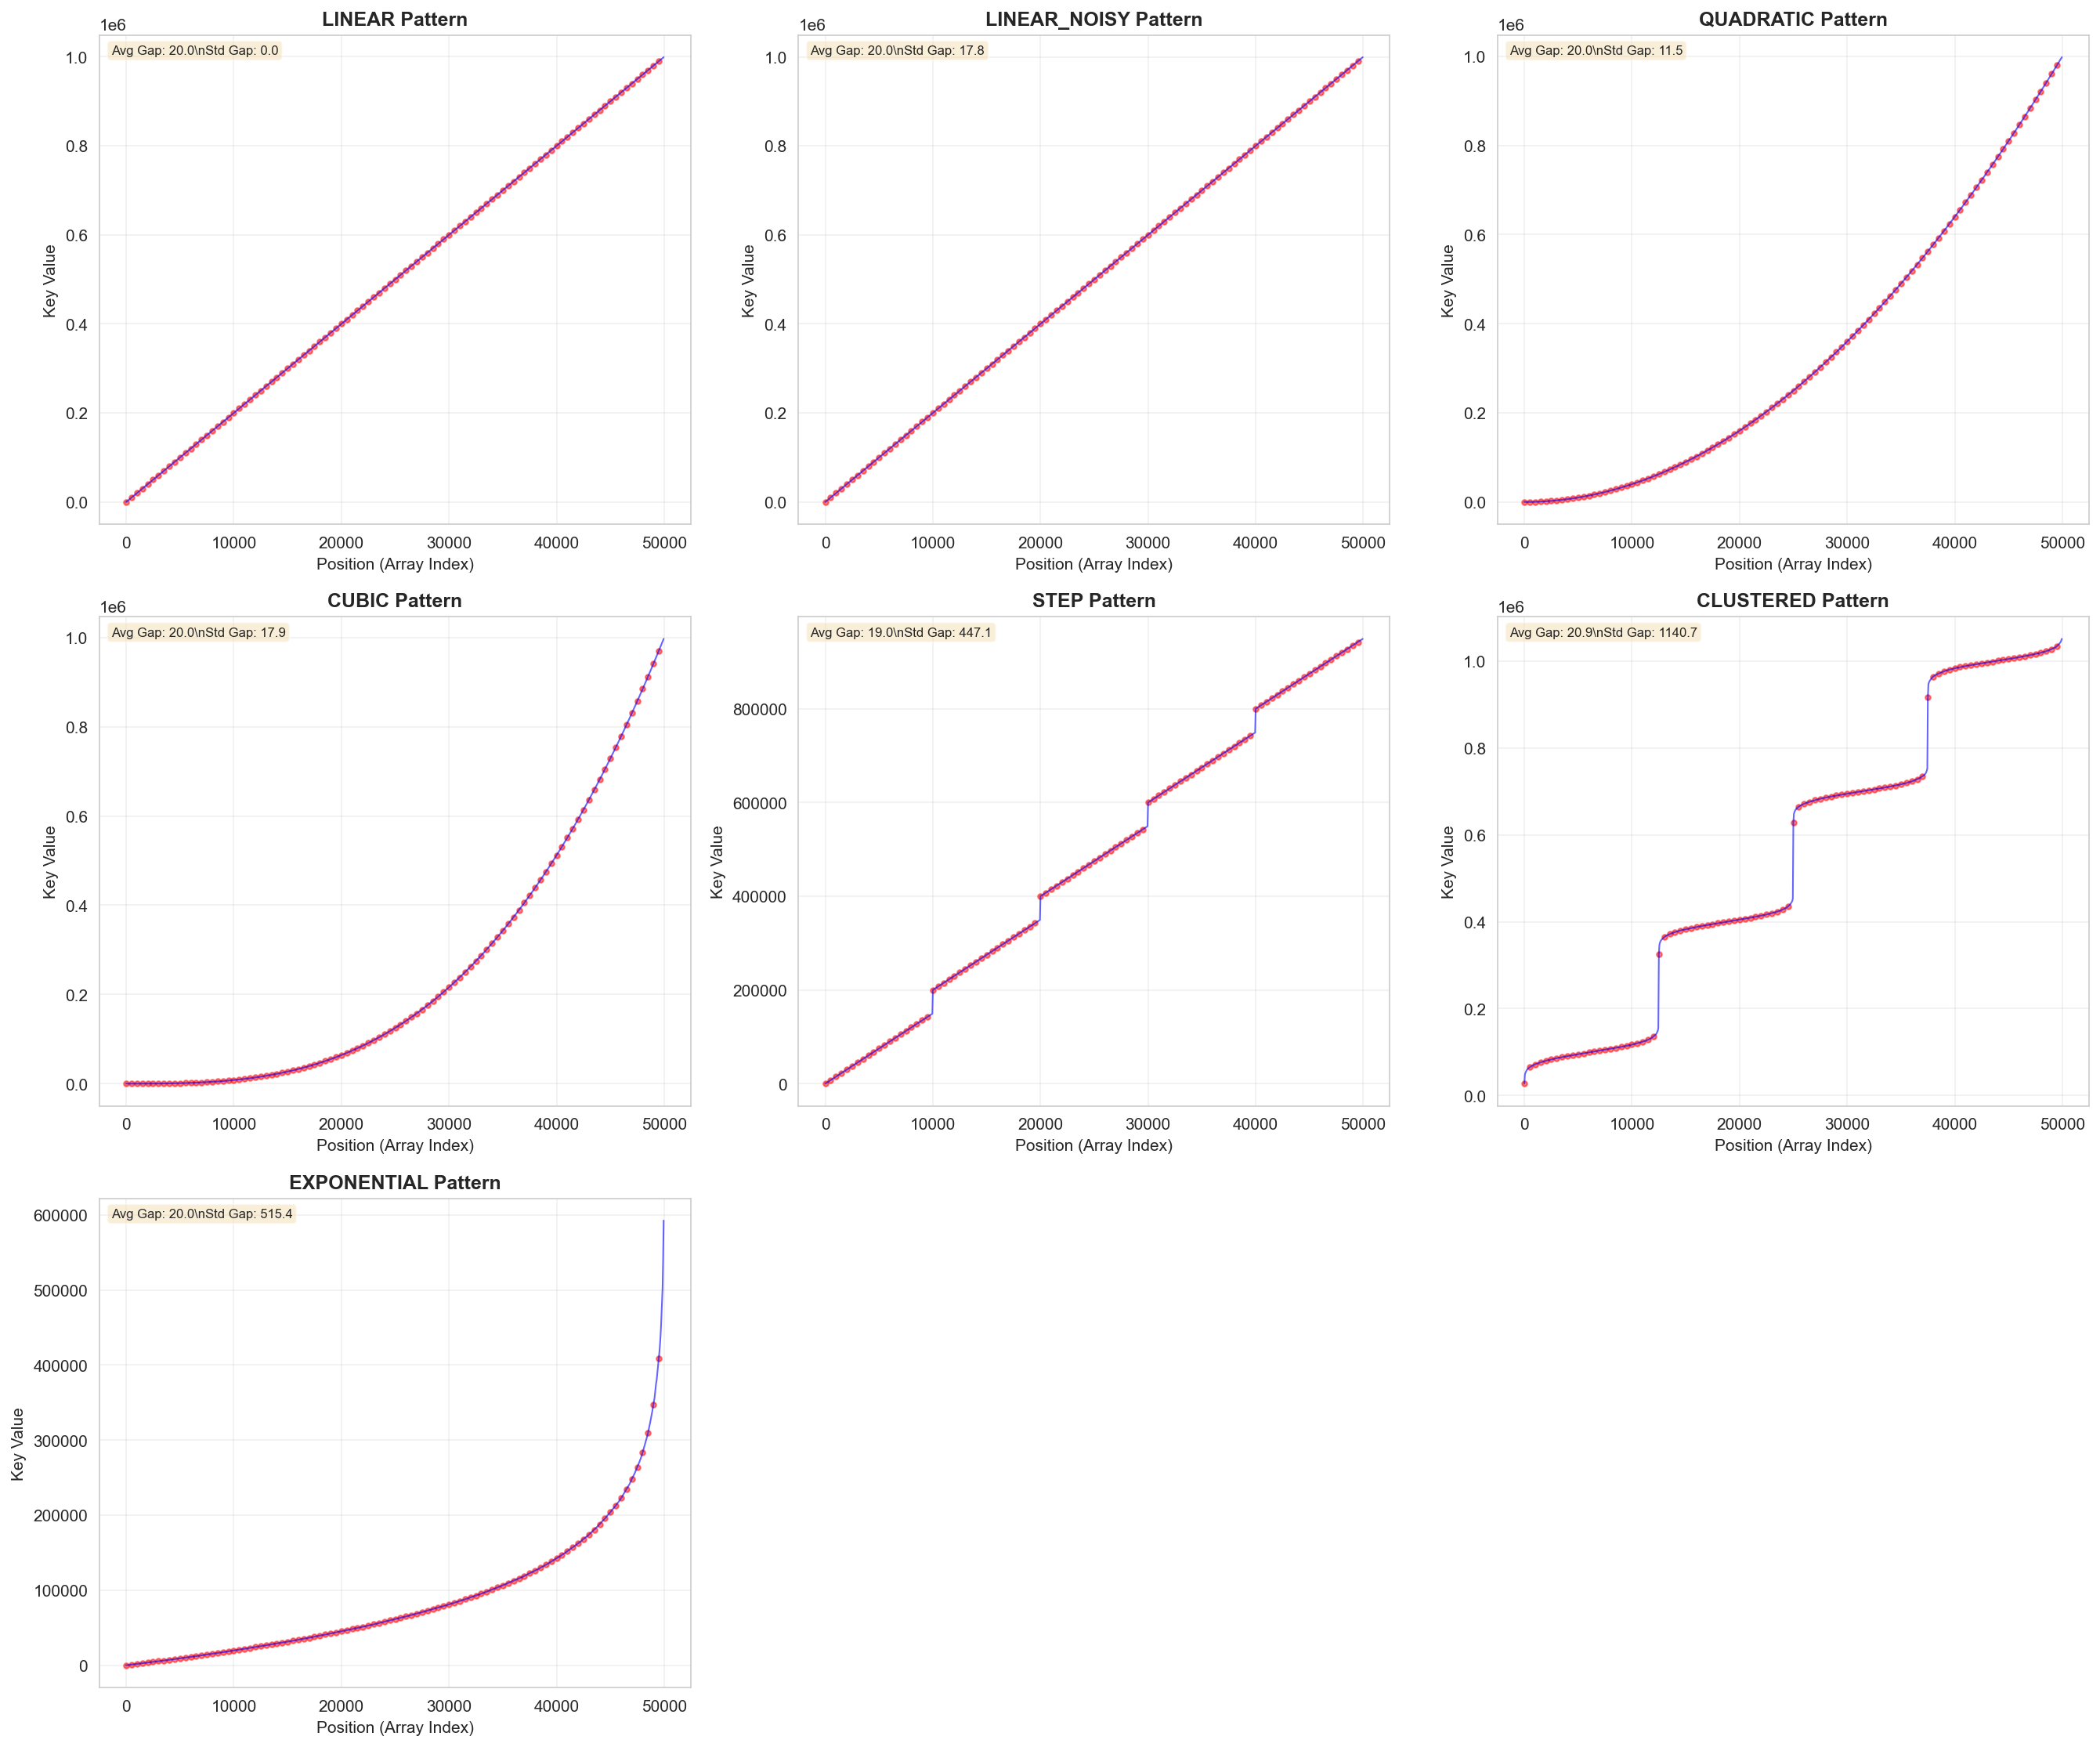 LINEAR Pattern
1e6
Avg Gap: 20.0\nStd Gap: 0.0
1.0
0.8
0.6
0.4
0.2
0.0
Key Value
0 10000 20000 30000 40000 50000
Position (Array Index)
LINEAR_NOISY Pattern
1e6
Avg Gap: 20.0\nStd Gap: 17.8
1.0
0.8
0.6
0.4
0.2
0.0
Key Value
0 10000 20000 30000 40000 50000
Position (Array Index)
QUADRATIC Pattern
1e6
Avg Gap: 20.0\nStd Gap: 11.5
1.0
0.8
0.6
0.4
0.2
0.0
Key Value
0 10000 20000 30000 40000 50000
Position (Array Index)
CUBIC Pattern
1e6
Avg Gap: 20.0\nStd Gap: 17.9
1.0
0.8
0.6
0.4
0.2
0.0
Key Value
0 10000 20000 30000 40000 50000
Position (Array Index)
STEP Pattern
Avg Gap: 19.0\nStd Gap: 447.1
800000
600000
400000
200000
0
Key Value
0 10000 20000 30000 40000 50000
Position (Array Index)
CLUSTERED Pattern
1e6
Avg Gap: 20.9\nStd Gap: 1140.7
1.0
0.8
0.6
0.4
0.2
0.0
Key Value
0 10000 20000 30000 40000 50000
Position (Array Index)
EXPONENTIAL Pattern
Avg Gap: 20.0\nStd Gap: 515.4
600000
500000
400000
300000
200000
100000
0
Key Value
0 10000 20000 30000 40000 50000
Position (Array Index)